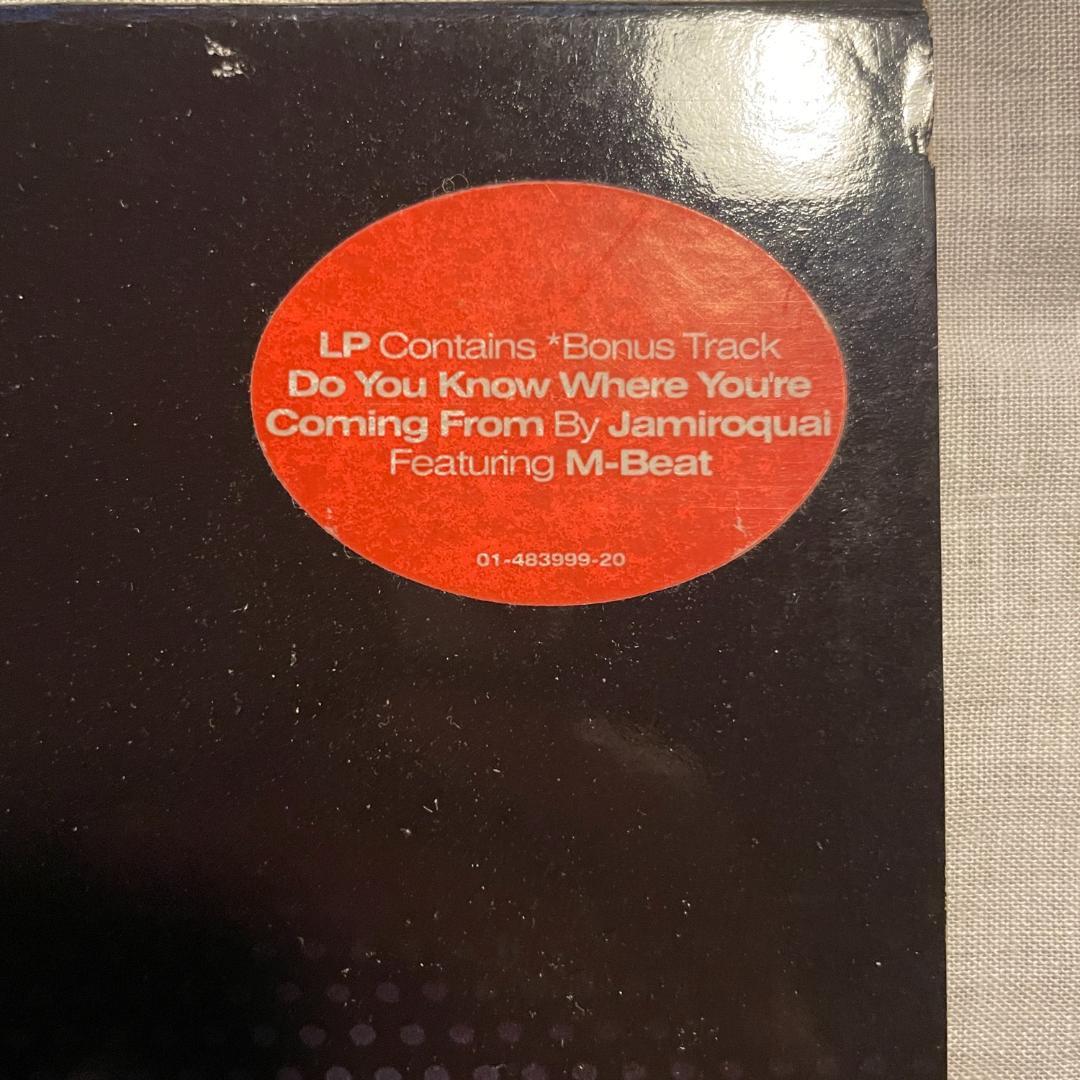 LP Contains *Bonus Track
Do You Know Where You're
Coming From By Jamiroquai
Featuring M-Beat
01-483999-20